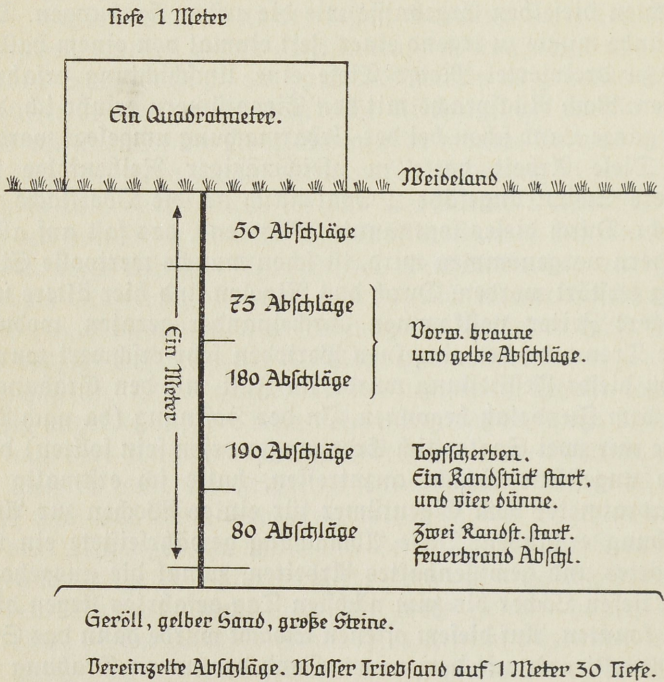 Tiefe 1 Meter
Ein Quadratmeter.
Weideland
50 Abschläge
75 Abschläge
180 Abschläge
Vorw. braune
und gelbe Abschläge.
Ein Meter
190 Abschläge
Topfscherben.
Ein Randstück stark.
und vier dünne.
80 Abschläge
Zwei Randst. stark.
Feuerbrand Abschl.
Geröll, gelber Sand, große Steine.
Vereinzelte Abschläge. Wasser Triebsand auf 1 Meter 30 Tiefe.